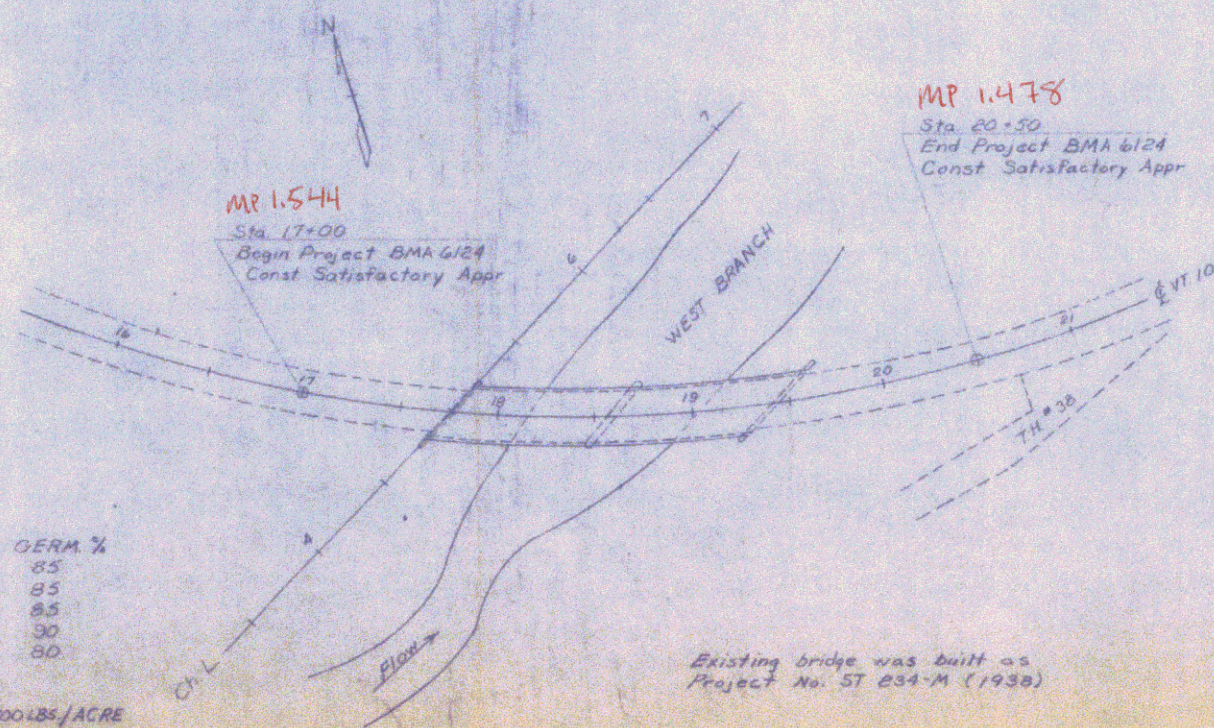 N
MP 1.544
Sta. 17+00
Begin Project BMA 6124
Const Satisfactory Appr
MP 1.478
Sta 20+50
End Project BMA 6124
Const Satisfactory Appr
7
6
WEST BRANCH
16
17
18
19
20
21
℄ VT 10
T.H. # 38
4
Ch. L
Flow
GERM. %
85
85
85
90
80
00 LBS./ACRE
Existing bridge was built as
Project No. ST 234-M (1938)